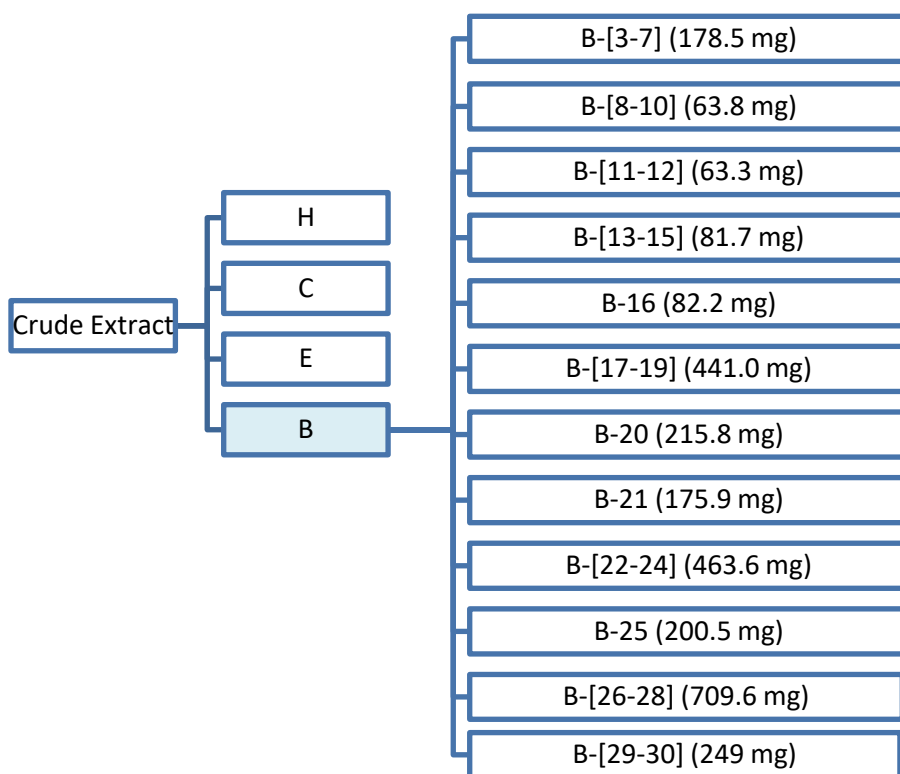 Crude Extract
H
C
E
B
B-[3-7] (178.5 mg)
B-[8-10] (63.8 mg)
B-[11-12] (63.3 mg)
B-[13-15] (81.7 mg)
B-16 (82.2 mg)
B-[17-19] (441.0 mg)
B-20 (215.8 mg)
B-21 (175.9 mg)
B-[22-24] (463.6 mg)
B-25 (200.5 mg)
B-[26-28] (709.6 mg)
B-[29-30] (249 mg)